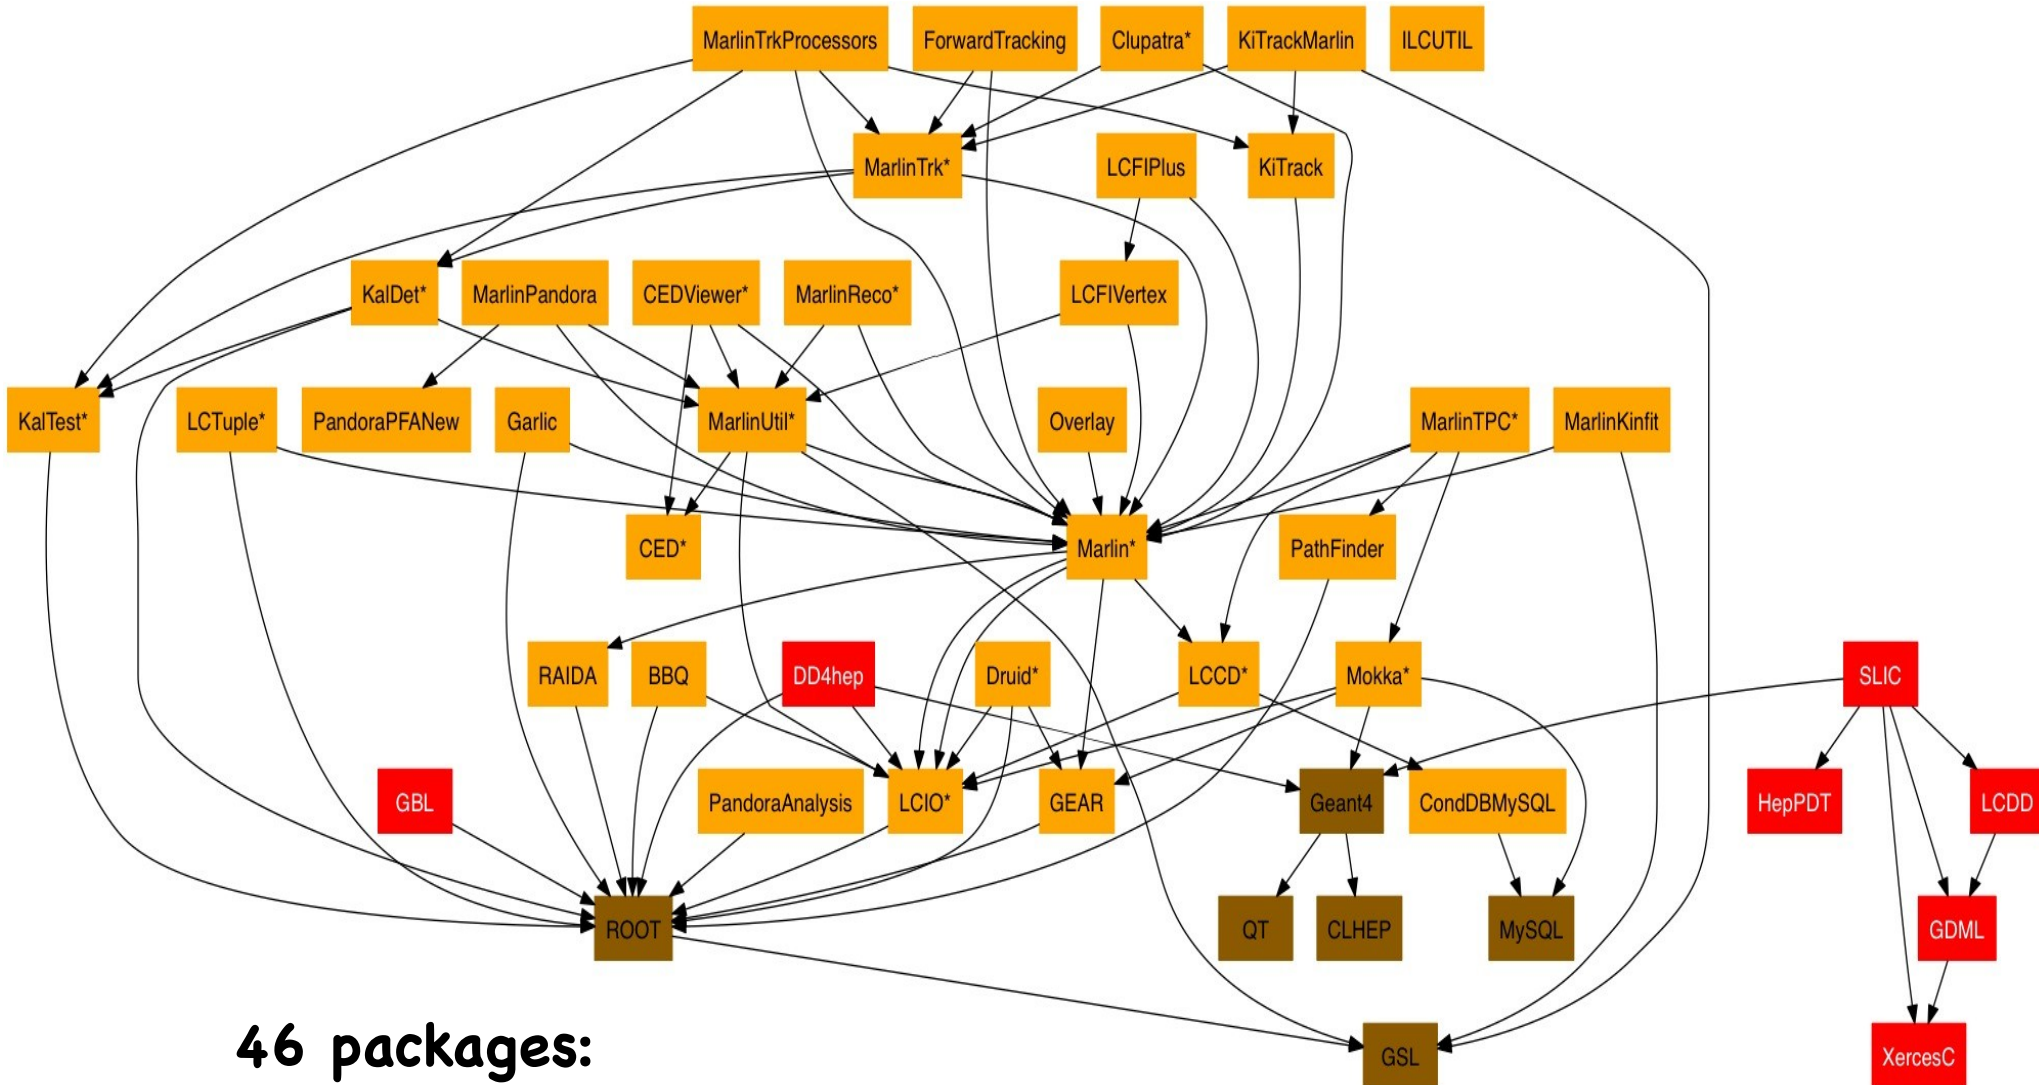 MarlinTrkProcessors
ForwardTracking
Clupatra*
KiTrackMarlin
ILCUTIL
MarlinTrk*
LCFIPlus
KiTrack
KalDet*
MarlinPandora
CEDViewer*
MarlinReco*
LCFIVertex
KalTest*
LCTuple*
PandoraPFANew
Garlic
MarlinUtil*
Overlay
MarlinTPC*
MarlinKinfit
CED*
Marlin*
PathFinder
RAIDA
BBQ
DD4hep
Druid*
LCCD*
Mokka*
SLIC
GBL
PandoraAnalysis
LCIO*
GEAR
Geant4
CondDBMySQL
HepPDT
LCDD
ROOT
QT
CLHEP
MySQL
GDML
46 packages:
GSL
XercesC